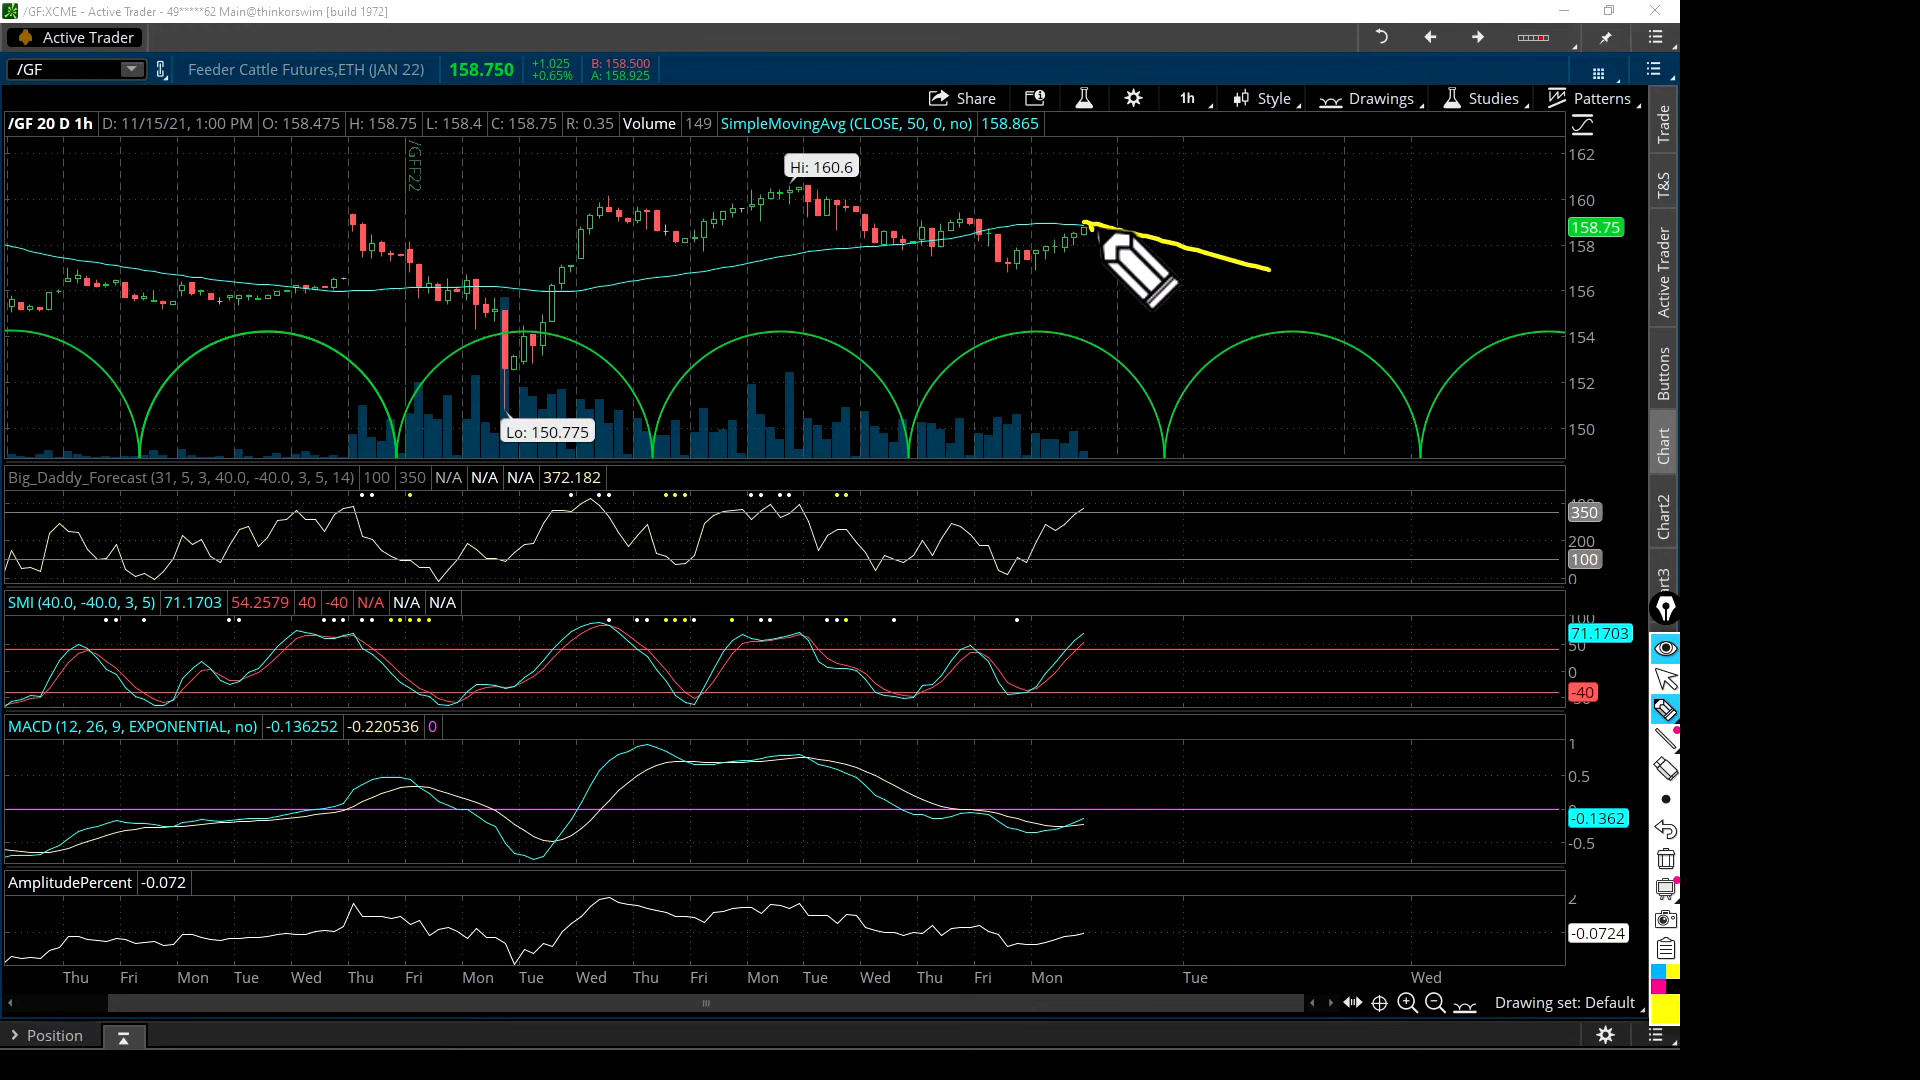 /GF:XCME - Active Trader - 49*****62 Main@thinkorswim [build 1972]
Active Trader
/GF Feeder Cattle Futures,ETH (JAN 22) 158.750 +1.025 +0.65% B: 158.500 A: 158.925
Share 1h Style Drawings Studies Patterns
/GF 20 D 1h D: 11/15/21, 1:00 PM O: 158.475 H: 158.75 L: 158.4 C: 158.75 R: 0.35 Volume 149 SimpleMovingAvg (CLOSE, 50, 0, no) 158.865
/GFF22
Hi: 160.6
Lo: 150.775
162
160
158.75
158
156
154
152
150
Big_Daddy_Forecast (31, 5, 3, 40.0, -40.0, 3, 5, 14) 100 350 N/A N/A N/A 372.182
400
350
200
100
0
SMI (40.0, -40.0, 3, 5) 71.1703 54.2579 40 -40 N/A N/A N/A
100
71.1703
50
0
-40
-50
MACD (12, 26, 9, EXPONENTIAL, no) -0.136252 -0.220536 0
1
0.5
0
-0.1362
-0.5
AmplitudePercent -0.072
2
-0.0724
Thu Fri Mon Tue Wed Thu Fri Mon Tue Wed Thu Fri Mon Tue Wed Thu Fri Mon Tue Wed
Drawing set: Default
Position
Trade
T&S
Active Trader
Buttons
Chart
Chart2